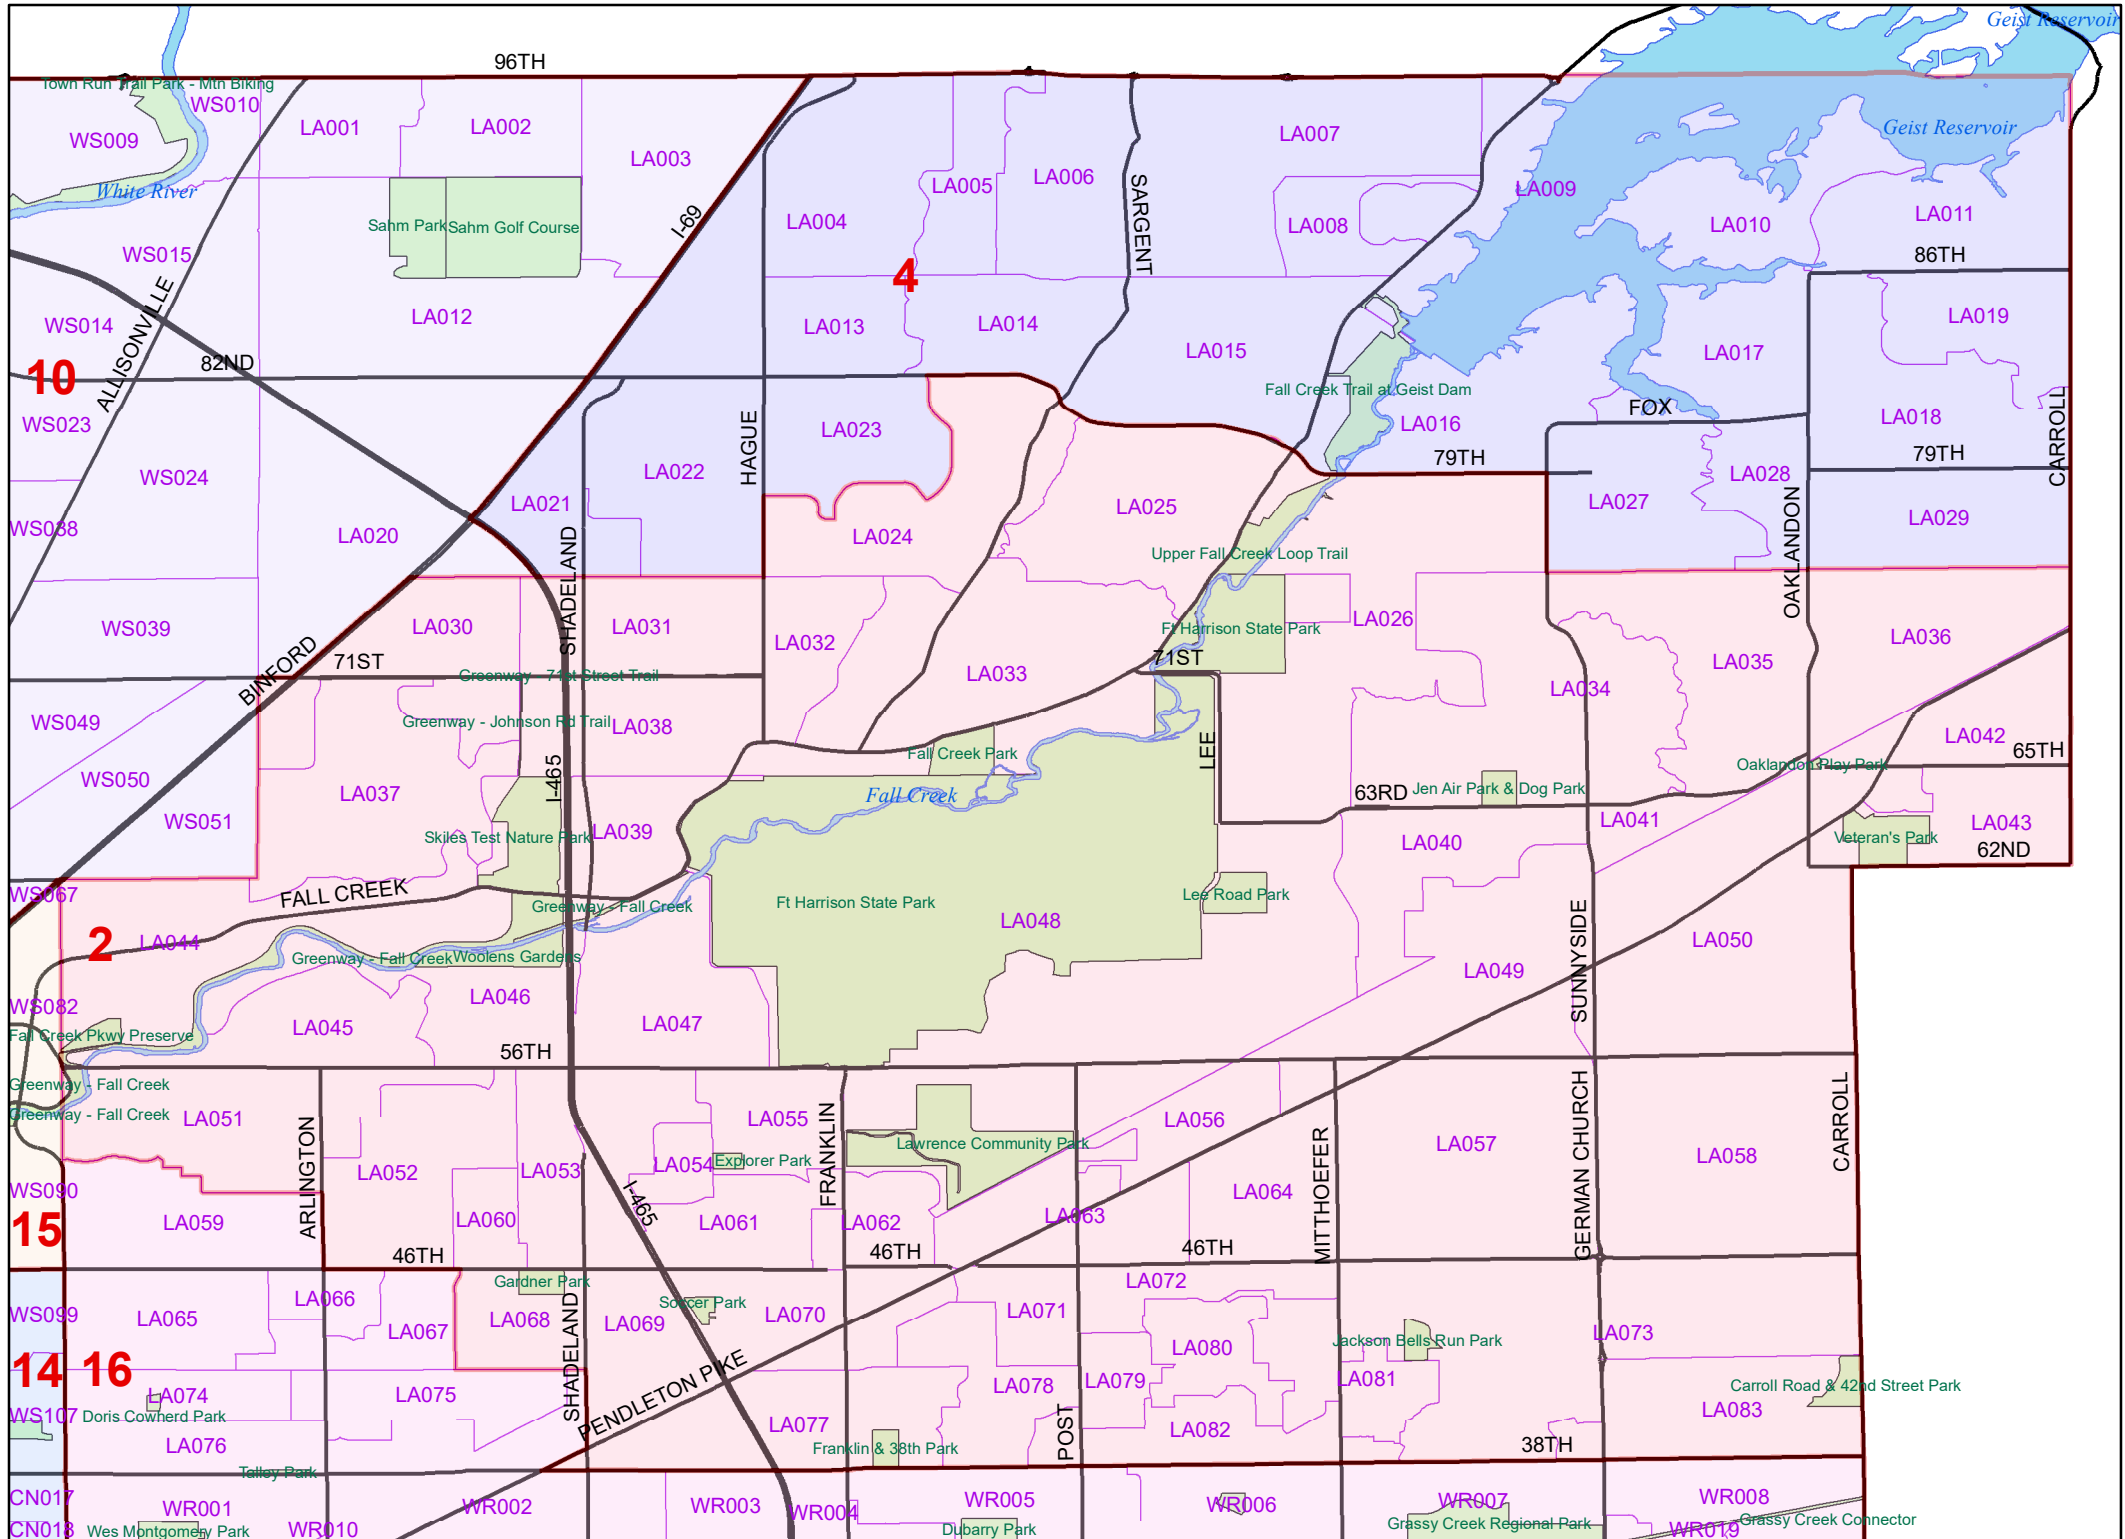 Geist Reservoir
96TH
Town Run Trail Park - Mtn Biking
WS010
LA001
LA002
LA007
Geist Reservoir
WS009
LA003
White River
LA005
LA006
SARGENT
LA009
LA004
LA008
LA010
LA011
Sahm Park
Sahm Golf Course
I-69
WS015
86TH
4
ALLISONVILLE
LA012
WS014
LA013
LA014
LA019
LA015
LA017
82ND
10
Fall Creek Trail at Geist Dam
FOX
CARROLL
WS023
HAGUE
LA023
LA016
LA018
79TH
79TH
WS024
LA022
LA028
LA021
LA025
LA027
OAKLANDON
LA029
WS038
LA020
LA024
Upper Fall Creek Loop Trail
SHADELAND
WS039
LA030
LA031
LA032
Ft Harrison State Park
LA026
LA036
BINFORD
71ST
71ST
LA035
Greenway - 71st Street Trail
LA033
LA034
WS049
Greenway - Johnson Rd Trail
LA038
LA042
65TH
Fall Creek Park
LEE
Oaklandon Play Park
WS050
LA037
I-465
Fall Creek
63RD
Jen Air Park & Dog Park
WS051
LA039
LA041
LA043
Skiles Test Nature Park
LA040
Veteran's Park
62ND
WS067
FALL CREEK
Greenway - Fall Creek
Ft Harrison State Park
Lee Road Park
LA048
2
LA044
SUNNYSIDE
LA050
Greenway - Fall Creek
Woolens Gardens
LA049
WS082
LA046
LA045
LA047
Fall Creek Pkwy Preserve
56TH
Greenway - Fall Creek
Greenway - Fall Creek
LA051
ARLINGTON
LA055
FRANKLIN
LA056
GERMAN CHURCH
CARROLL
Lawrence Community Park
MITTHOEFER
LA057
LA058
LA052
LA053
LA054
Explorer Park
WS090
LA064
I-465
15
LA059
LA060
LA061
LA062
LA063
46TH
46TH
46TH
Gardner Park
LA072
WS099
LA065
LA066
LA068
LA069
Soccer Park
LA070
LA071
LA067
SHADELAND
LA073
LA080
Jackson Bells Run Park
14
16
PENDLETON PIKE
LA078
LA079
LA081
Carroll Road & 42nd Street Park
LA074
LA075
WS107
Doris Cowherd Park
LA077
POST
LA082
LA083
LA076
Franklin & 38th Park
38TH
Talley Park
CN017
WR001
WR002
WR003
WR004
WR005
WR006
WR007
WR008
CN018
Wes Montgomery Park
WR010
Dubarry Park
Grassy Creek Regional Park
WR019
Grassy Creek Connector